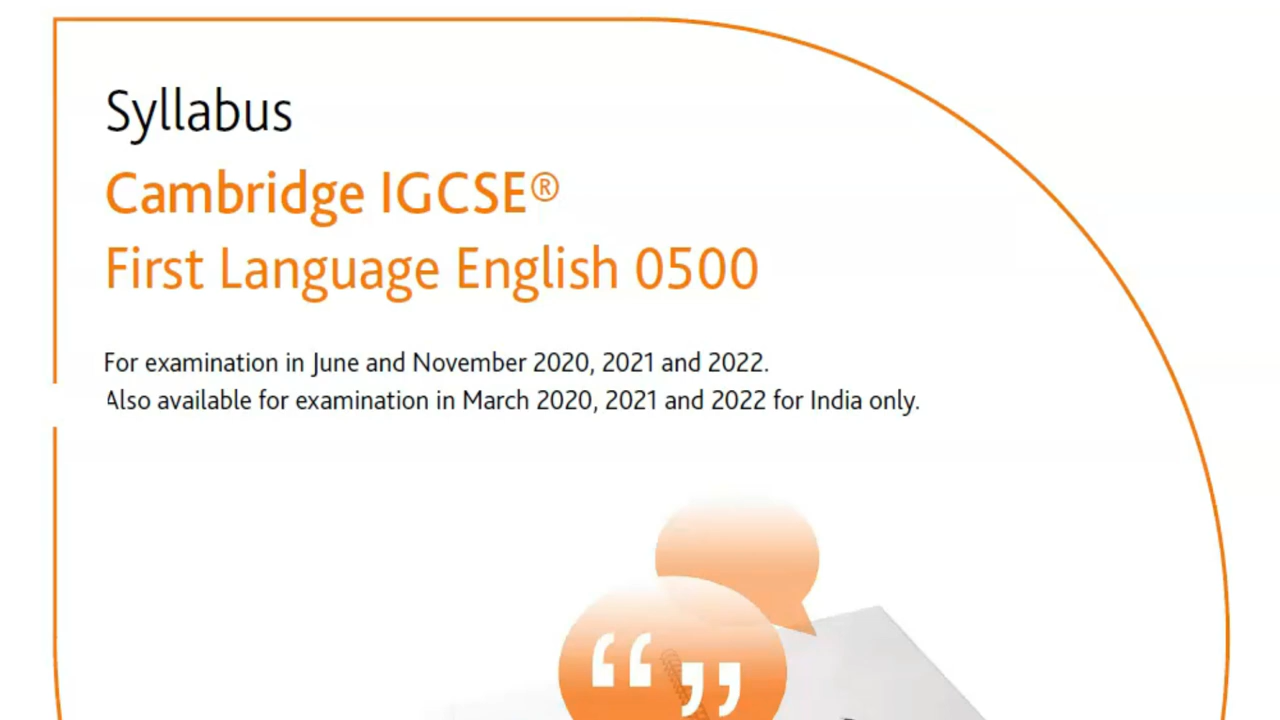 Syllabus
Cambridge IGCSE®
First Language English 0500
For examination in June and November 2020, 2021 and 2022.
Also available for examination in March 2020, 2021 and 2022 for India only.
“ ”